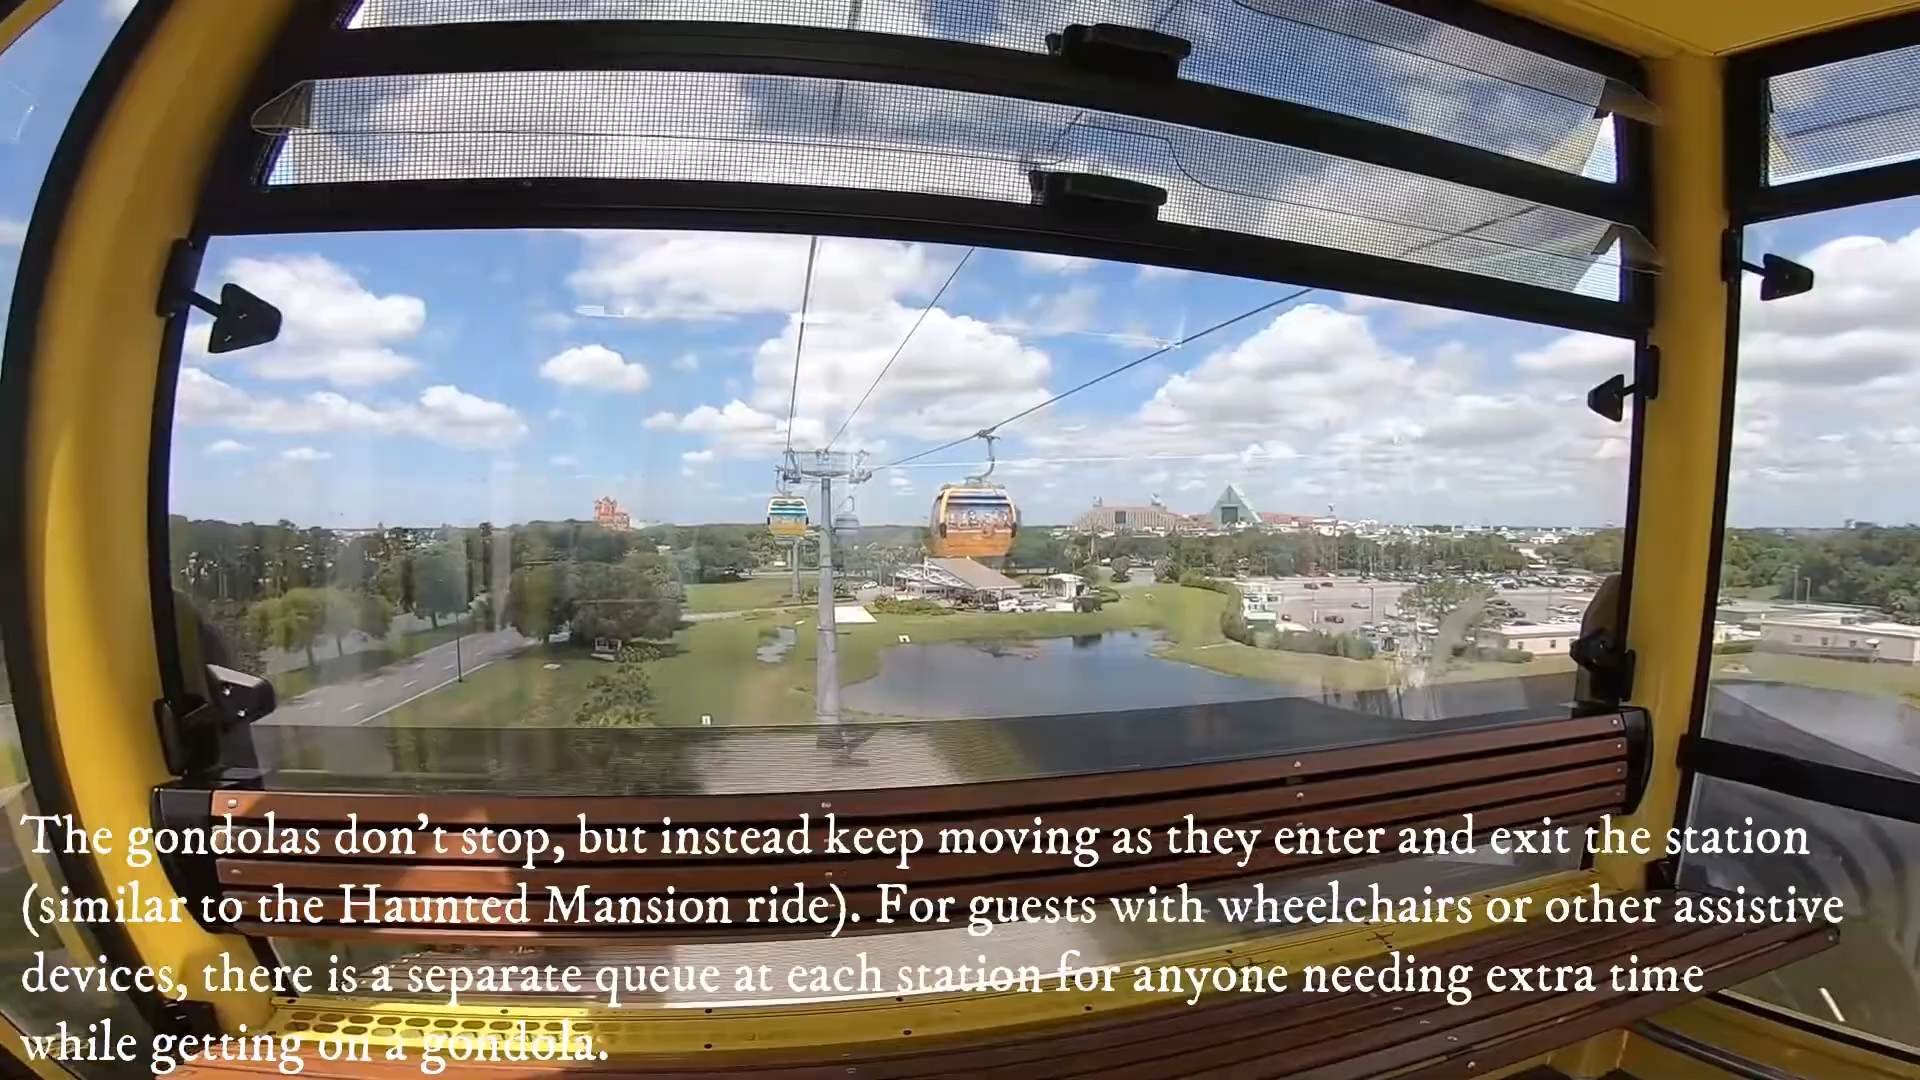 The gondolas don't stop, but instead keep moving as they enter and exit the station
(similar to the Haunted Mansion ride). For guests with wheelchairs or other assistive
devices, there is a separate queue at each station for anyone needing extra time
while getting on a gondola.